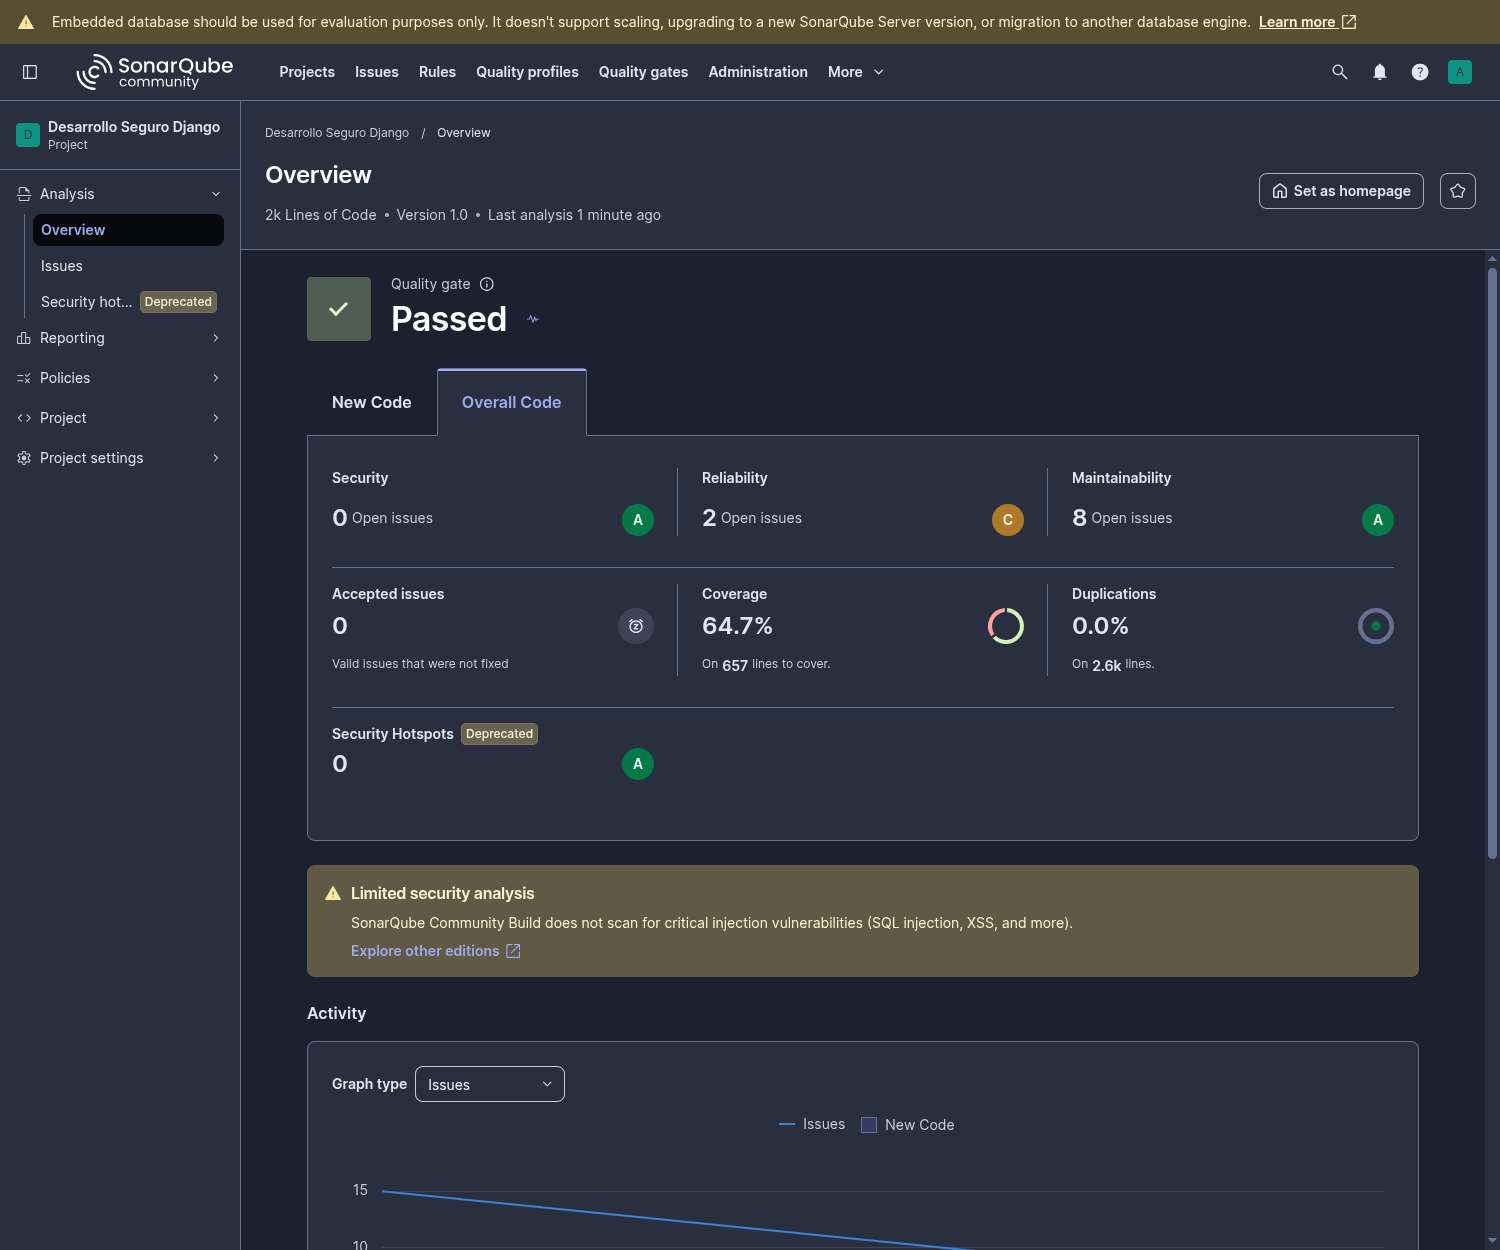 Embedded database should be used for evaluation purposes only. It doesn't support scaling, upgrading to a new SonarQube Server version, or migration to another database engine. Learn more
SonarQube community
Projects Issues Rules Quality profiles Quality gates Administration More
A
D
Desarrollo Seguro Django
Project
Analysis
Overview
Issues
Security hot... Deprecated
Reporting
Policies
Project
Project settings
Desarrollo Seguro Django / Overview
Overview
2k Lines of Code • Version 1.0 • Last analysis 1 minute ago
Set as homepage
Quality gate
Passed
New Code
Overall Code
Security
0 Open issues
A
Reliability
2 Open issues
C
Maintainability
8 Open issues
A
Accepted issues
0
Valid issues that were not fixed
Coverage
64.7%
On 657 lines to cover.
Duplications
0.0%
On 2.6k lines.
Security Hotspots Deprecated
0
A
Limited security analysis
SonarQube Community Build does not scan for critical injection vulnerabilities (SQL injection, XSS, and more).
Explore other editions
Activity
Graph type Issues
Issues New Code
15
10